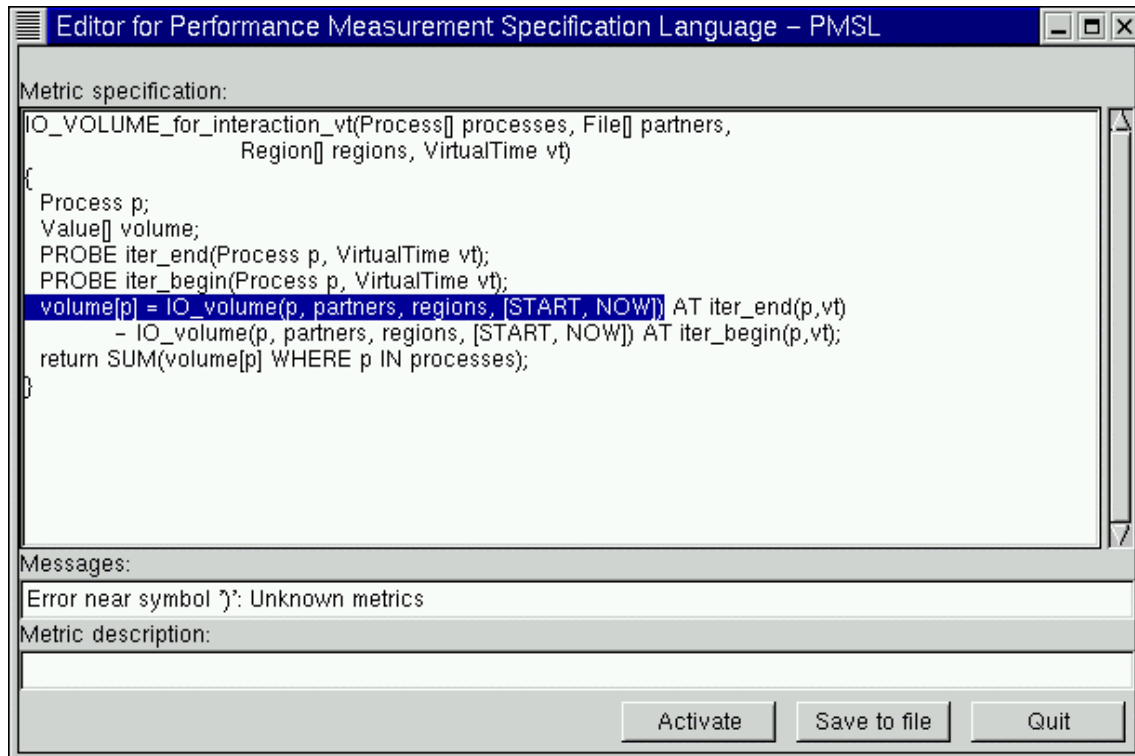 Editor for Performance Measurement Specification Language – PMSL
Metric specification:
IO_VOLUME_for_interaction_vt(Process[] processes, File[] partners,
Region[] regions, VirtualTime vt)
{
Process p;
Value[] volume;
PROBE iter_end(Process p, VirtualTime vt);
PROBE iter_begin(Process p, VirtualTime vt);
volume[p] = IO_volume(p, partners, regions, [START, NOW]) AT iter_end(p,vt)
– IO_volume(p, partners, regions, [START, NOW]) AT iter_begin(p,vt);
return SUM(volume[p] WHERE p IN processes);
}
Messages:
Error near symbol ')': Unknown metrics
Metric description:
Activate Save to file Quit